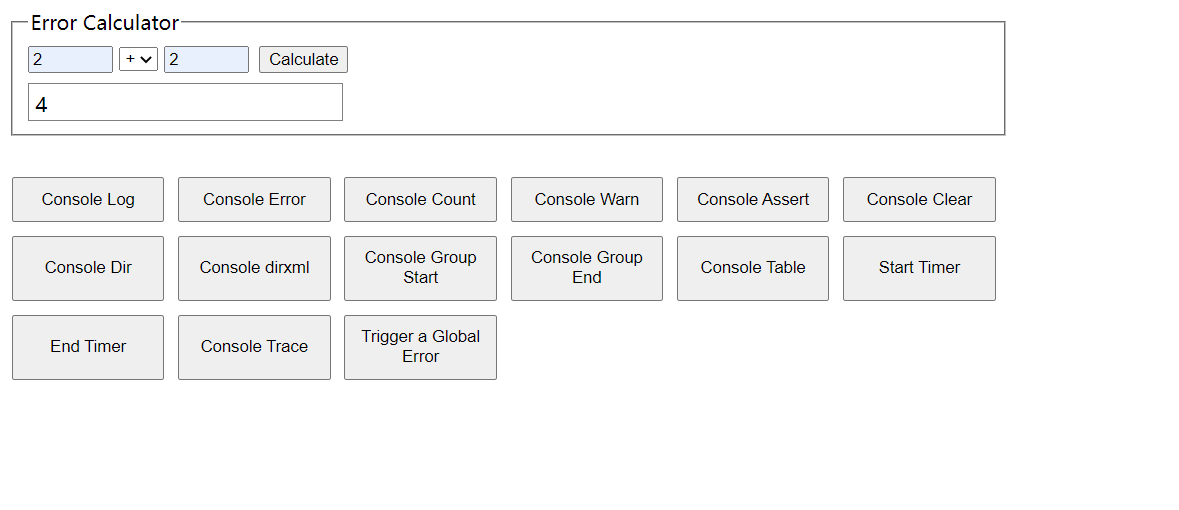 Error Calculator
2 + 2 Calculate
4
Console Log Console Error Console Count Console Warn Console Assert Console Clear
Console Dir Console dirxml Console Group Start Console Group End Console Table Start Timer
End Timer Console Trace Trigger a Global Error